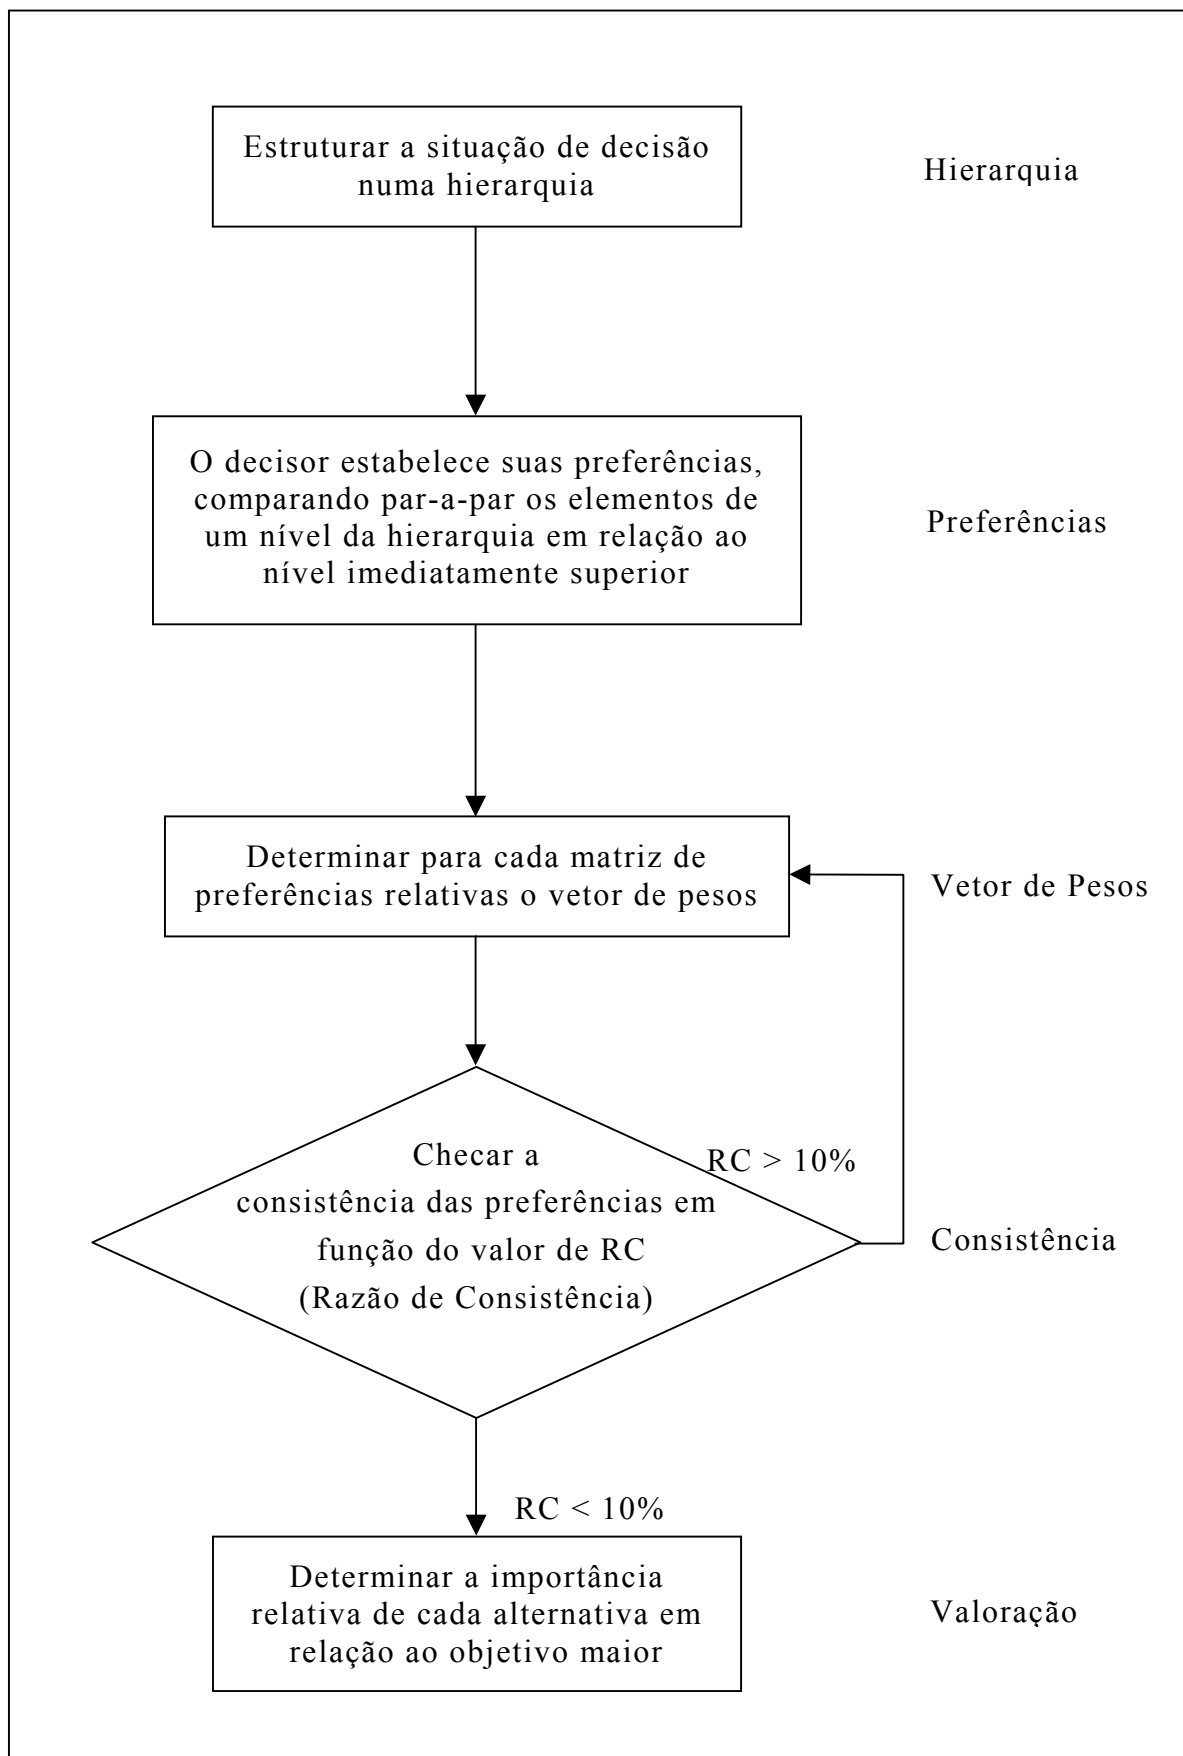 Estruturar a situação de decisão
numa hierarquia
Hierarquia
O decisor estabelece suas preferências,
comparando par-a-par os elementos de
um nível da hierarquia em relação ao
nível imediatamente superior
Preferências
Determinar para cada matriz de
preferências relativas o vetor de pesos
Vetor de Pesos
Checar a
consistência das preferências em
função do valor de RC
(Razão de Consistência)
RC > 10%
Consistência
RC < 10%
Determinar a importância
relativa de cada alternativa em
relação ao objetivo maior
Valoração